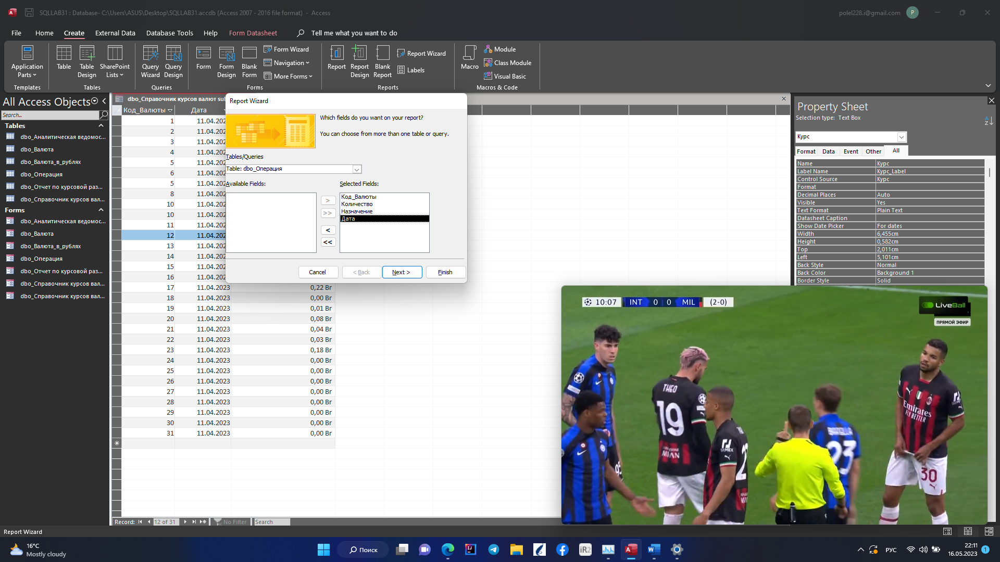 SQLLAB31 : Database- C:\Users\ASUS\Desktop\SQLLAB31.accdb (Access 2007 - 2016 file format)  -  Access
polel228.i@gmail.com
P
File Home Create External Data Database Tools Help Form Datasheet Tell me what you want to do
Application Parts
Templates
Table
Table Design
SharePoint Lists
Tables
Query Wizard
Query Design
Queries
Form
Form Design
Blank Form
Form Wizard
Navigation
More Forms
Forms
Report
Report Design
Blank Report
Report Wizard
Labels
Reports
Macro
Module
Class Module
Visual Basic
Macros & Code
All Access Objects
Search...
Tables
dbo_Аналитическая ведомос...
dbo_Валюта
dbo_Валюта_в_рублях
dbo_Операция
dbo_Отчет по курсовой раз...
dbo_Справочник курсов вал...
Forms
dbo_Аналитическая ведомос...
dbo_Валюта
dbo_Валюта_в_рублях
dbo_Операция
dbo_Отчет по курсовой раз...
dbo_Справочник курсов вал...
dbo_Справочник курсов вал...
dbo_Справочник курсов валют sul
Код_Валюты Дата
1 11.04.202
2 11.04.202
3 11.04.202
4 11.04.202
5 11.04.202
6 11.04.202
5 11.04.202
8 11.04.202
10 11.04.202
10 11.04.202
11 11.04.202
12 11.04.202
13 11.04.202
14 11.04.202
15 11.04.202
16 11.04.202
17 11.04.2023 0,22 Br
18 11.04.2023 0,00 Br
19 11.04.2023 0,01 Br
20 11.04.2023 0,08 Br
21 11.04.2023 0,04 Br
22 11.04.2023 0,03 Br
23 11.04.2023 0,18 Br
24 11.04.2023 0,00 Br
25 11.04.2023 0,00 Br
26 11.04.2023 0,00 Br
27 11.04.2023 0,00 Br
28 11.04.2023 0,00 Br
29 11.04.2023 0,00 Br
30 11.04.2023 0,00 Br
31 11.04.2023 0,00 Br
Record: 12 of 31 No Filter Search
Report Wizard
Which fields do you want on your report?
You can choose from more than one table or query.
Tables/Queries
Table: dbo_Операция
Available Fields:
Selected Fields:
Код_Валюты
Количество
Назначение
Дата
>
>>
<
<<
Cancel < Back Next > Finish
Property Sheet
Selection type: Text Box
Курс
Format Data Event Other All
Name Курс
Label Name Курс_Label
Control Source Курс
Format
Decimal Places Auto
Visible Yes
Text Format Plain Text
Datasheet Caption
Show Date Picker For dates
Width 6,455cm
Height 0,582cm
Top 2,011cm
Left 5,101cm
Back Style Normal
Back Color Background 1
Border Style Solid
10:07 INT 0 0 MIL (2-0)
LiveBall
ПРЯМОЙ ЭФИР
THEO
19
MILAN
23
Emirates
FLY BETTER
30
Report Wizard
16°C
Mostly cloudy
Поиск
iR2
РУС
22:11
16.05.2023
1